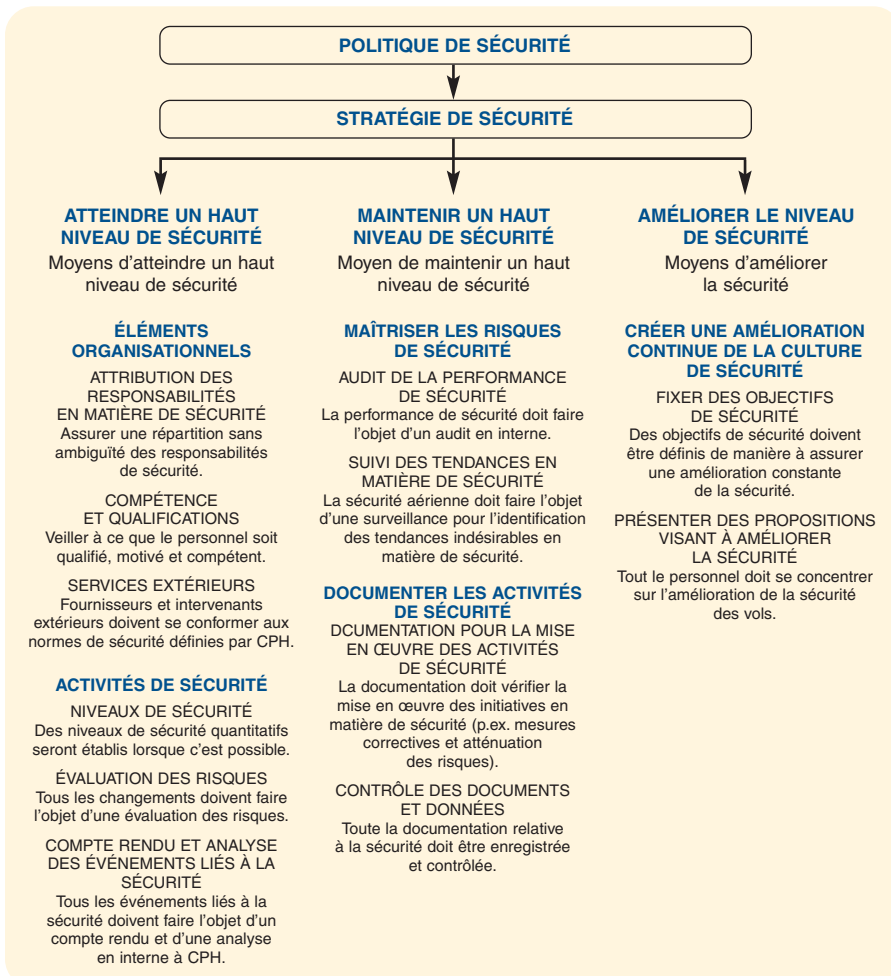 POLITIQUE DE SÉCURITÉ
STRATÉGIE DE SÉCURITÉ
ATTEINDRE UN HAUT
NIVEAU DE SÉCURITÉ
Moyens d'atteindre un haut
niveau de sécurité
ÉLÉMENTS
ORGANISATIONNELS
ATTRIBUTION DES
RESPONSABILITÉS
EN MATIÈRE DE SÉCURITÉ
Assurer une répartition sans
ambiguïté des responsabilités
de sécurité.
COMPÉTENCE
ET QUALIFICATIONS
Veiller à ce que le personnel soit
qualifié, motivé et compétent.
SERVICES EXTÉRIEURS
Fournisseurs et intervenants
extérieurs doivent se conformer aux
normes de sécurité définies par CPH.
ACTIVITÉS DE SÉCURITÉ
NIVEAUX DE SÉCURITÉ
Des niveaux de sécurité quantitatifs
seront établis lorsque c'est possible.
ÉVALUATION DES RISQUES
Tous les changements doivent faire
l'objet d'une évaluation des risques.
COMPTE RENDU ET ANALYSE
DES ÉVÉNEMENTS LIÉS À LA
SÉCURITÉ
Tous les événements liés à la
sécurité doivent faire l'objet d'un
compte rendu et d'une analyse
en interne à CPH.
MAINTENIR UN HAUT
NIVEAU DE SÉCURITÉ
Moyen de maintenir un haut
niveau de sécurité
MAÎTRISER LES RISQUES
DE SÉCURITÉ
AUDIT DE LA PERFORMANCE
DE SÉCURITÉ
La performance de sécurité doit faire
l'objet d'un audit en interne.
SUIVI DES TENDANCES EN
MATIÈRE DE SÉCURITÉ
La sécurité aérienne doit faire l'objet
d'une surveillance pour l'identification
des tendances indésirables en
matière de sécurité.
DOCUMENTER LES ACTIVITÉS
DE SÉCURITÉ
DCUMENTATION POUR LA MISE
EN ŒUVRE DES ACTIVITÉS
DE SÉCURITÉ
La documentation doit vérifier la
mise en œuvre des initiatives en
matière de sécurité (p.ex. mesures
correctives et atténuation
des risques).
CONTRÔLE DES DOCUMENTS
ET DONNÉES
Toute la documentation relative
à la sécurité doit être enregistrée
et contrôlée.
AMÉLIORER LE NIVEAU
DE SÉCURITÉ
Moyens d'améliorer
la sécurité
CRÉER UNE AMÉLIORATION
CONTINUE DE LA CULTURE
DE SÉCURITÉ
FIXER DES OBJECTIFS
DE SÉCURITÉ
Des objectifs de sécurité doivent
être définis de manière à assurer
une amélioration constante
de la sécurité.
PRÉSENTER DES PROPOSITIONS
VISANT À AMÉLIORER
LA SÉCURITÉ
Tout le personnel doit se concentrer
sur l'amélioration de la sécurité
des vols.